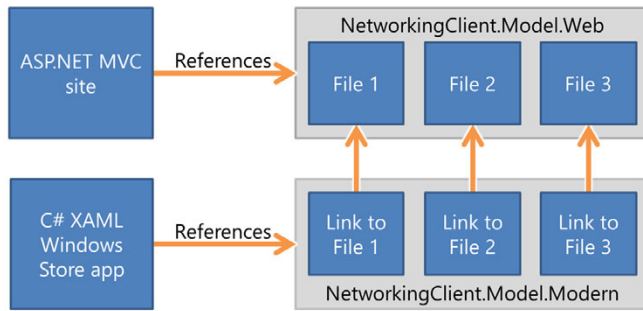 NetworkingClient.Model.Web
ASP.NET MVC
site
References
File 1
File 2
File 3
C# XAML
Windows
Store app
References
Link to
File 1
Link to
File 2
Link to
File 3
NetworkingClient.Model.Modern